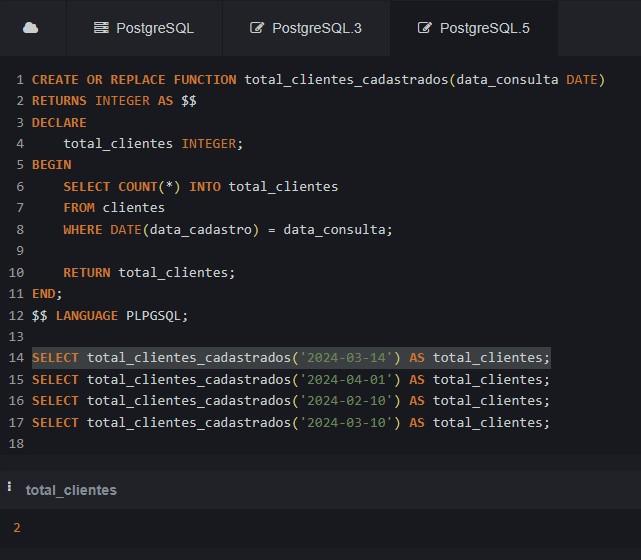 PostgreSQL PostgreSQL.3 PostgreSQL.5
1 CREATE OR REPLACE FUNCTION total_clientes_cadastrados(data_consulta DATE)
2 RETURNS INTEGER AS $$
3 DECLARE
4     total_clientes INTEGER;
5 BEGIN
6     SELECT COUNT(*) INTO total_clientes
7     FROM clientes
8     WHERE DATE(data_cadastro) = data_consulta;
9
10     RETURN total_clientes;
11 END;
12 $$ LANGUAGE PLPGSQL;
13
14 SELECT total_clientes_cadastrados('2024-03-14') AS total_clientes;
15 SELECT total_clientes_cadastrados('2024-04-01') AS total_clientes;
16 SELECT total_clientes_cadastrados('2024-02-10') AS total_clientes;
17 SELECT total_clientes_cadastrados('2024-03-10') AS total_clientes;
18
total_clientes
2